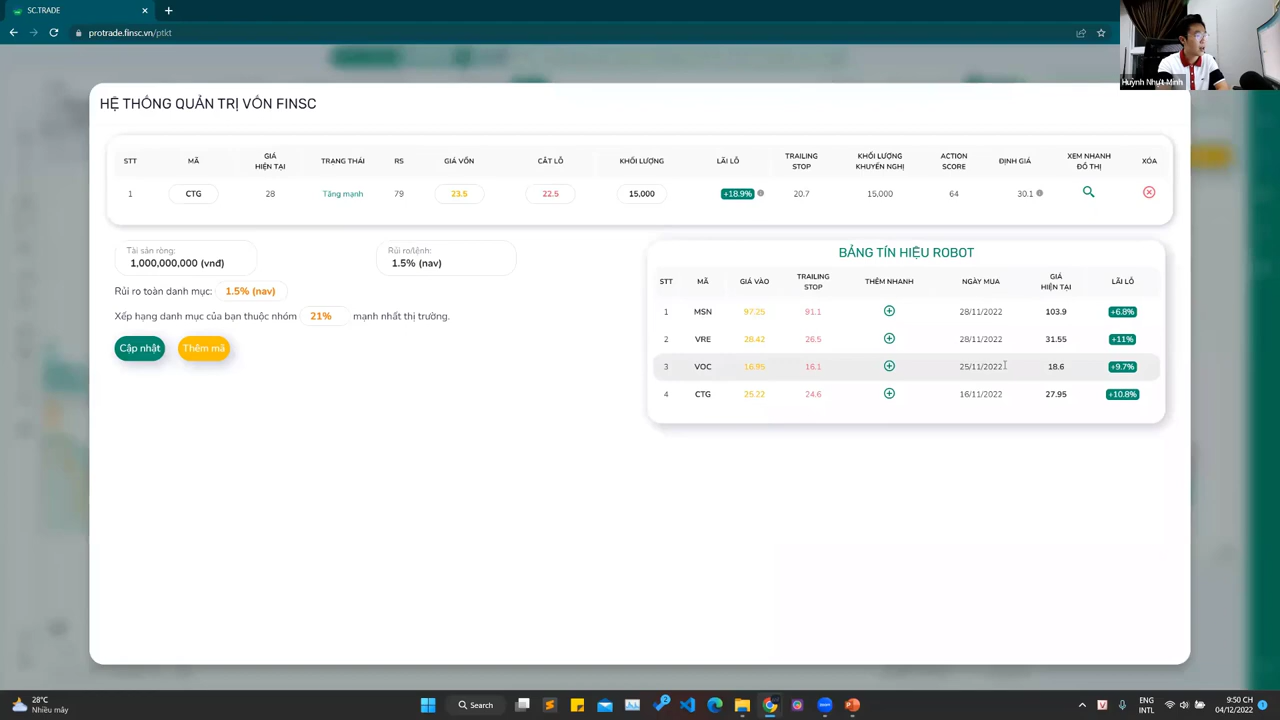 SC.TRADE
protrade.finsc.vn/ptkt
Huỳnh Nhựt Minh
HỆ THỐNG QUẢN TRỊ VỐN FINSC
STT MÃ GIÁ HIỆN TẠI TRẠNG THÁI RS GIÁ VỐN CẮT LỖ KHỐI LƯỢNG LÃI LỖ TRAILING STOP KHỐI LƯỢNG KHUYẾN NGHỊ ACTION SCORE ĐỊNH GIÁ XEM NHANH ĐỒ THỊ XÓA
1 CTG 28 Tăng mạnh 79 23.5 22.5 15,000 +18.9% 20.7 15,000 64 30.1
Tài sản ròng:
1,000,000,000 (vnđ)
Rủi ro/lệnh:
1.5% (nav)
Rủi ro toàn danh mục: 1.5% (nav)
Xếp hạng danh mục của bạn thuộc nhóm 21% mạnh nhất thị trường.
Cập nhật Thêm mã
BẢNG TÍN HIỆU ROBOT
STT MÃ GIÁ VÀO TRAILING STOP THÊM NHANH NGÀY MUA GIÁ HIỆN TẠI LÃI LỖ
1 MSN 97.25 91.1 28/11/2022 103.9 +6.8%
2 VRE 28.42 26.5 28/11/2022 31.55 +11%
3 VOC 16.95 16.1 25/11/2022 18.6 +9.7%
4 CTG 25.22 24.6 16/11/2022 27.95 +10.8%
28°C
Nhiều mây
Search
2
ENG
INTL
9:50 CH
04/12/2022